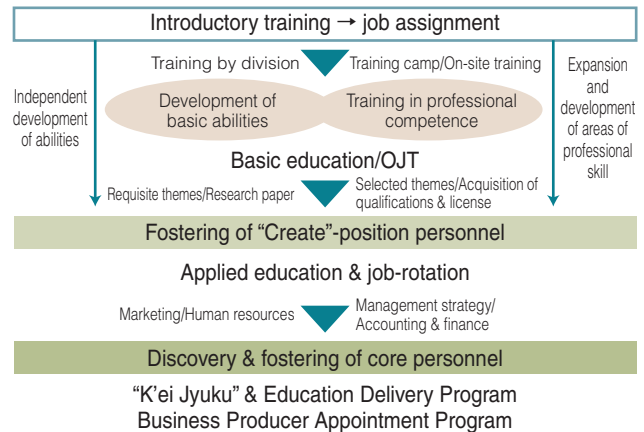 Introductory training → job assignment
Training by division
Training camp/On-site training
Independent
development
of abilities
Expansion
and
development
of areas of
professional
skill
Development of
basic abilities
Training in professional
competence
Basic education/OJT
Requisite themes/Research paper
Selected themes/Acquisition of
qualifications & license
Fostering of “Create”-position personnel
Applied education & job-rotation
Marketing/Human resources
Management strategy/
Accounting & finance
Discovery & fostering of core personnel
“K’ei Jyuku” & Education Delivery Program
Business Producer Appointment Program